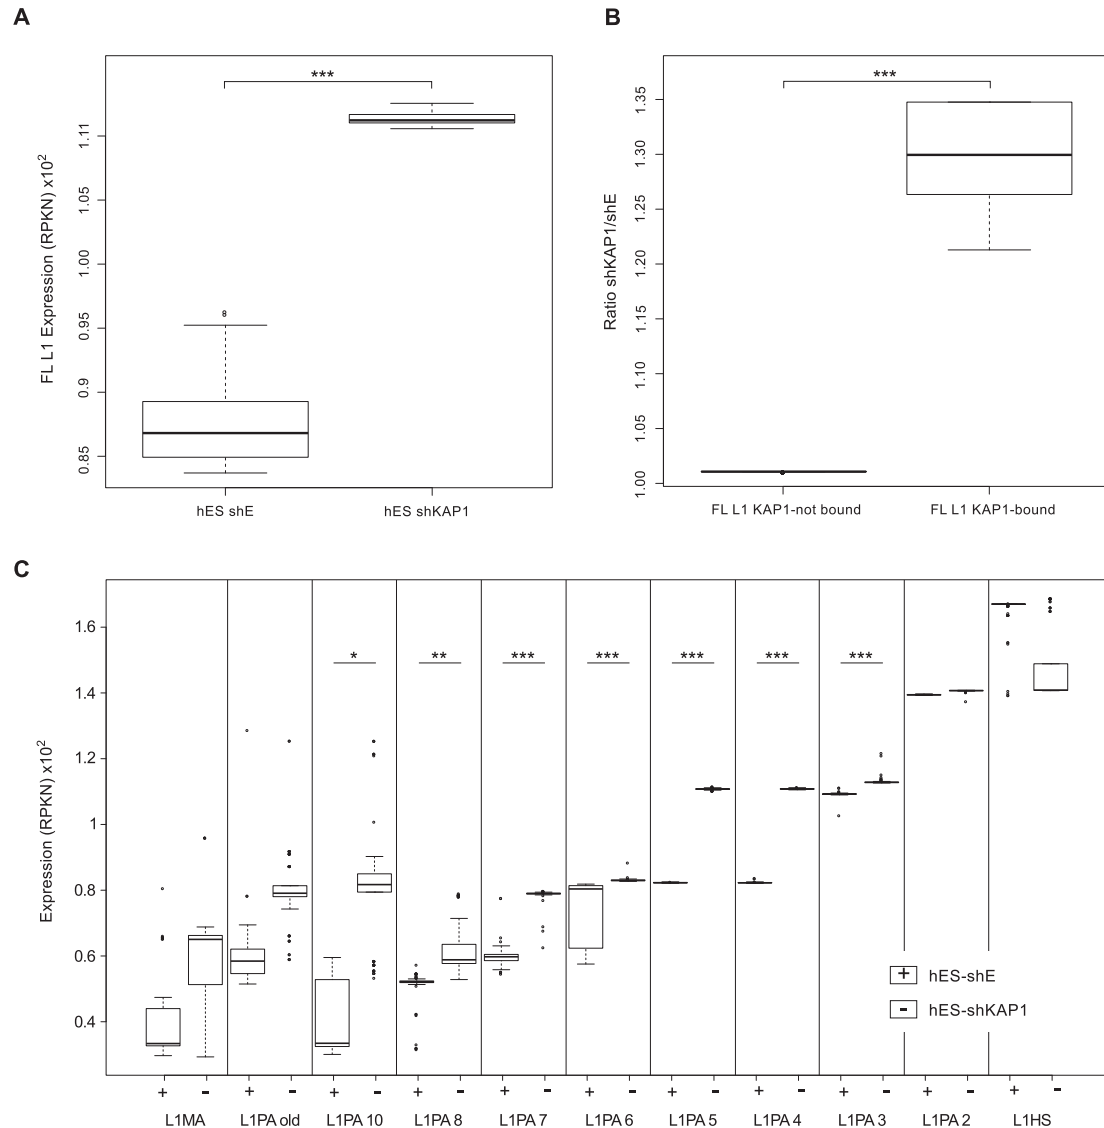 A
B
***
***
FL L1 Expression (RPKN) x10²
1.11
1.05
1.00
0.95
0.9
0.85
hES shE
hES shKAP1
Ratio shKAP1/shE
1.35
1.30
1.25
1.20
1.15
1.10
1.05
1.00
FL L1 KAP1-not bound
FL L1 KAP1-bound
C
Expression (RPKN) x10²
1.6
1.4
1.2
1
0.8
0.6
0.4
* ** *** *** *** *** ***
+ hES-shE
- hES-shKAP1
+ - + - + - + - + - + - + - + - + - + - + -
L1MA L1PA old L1PA 10 L1PA 8 L1PA 7 L1PA 6 L1PA 5 L1PA 4 L1PA 3 L1PA 2 L1HS